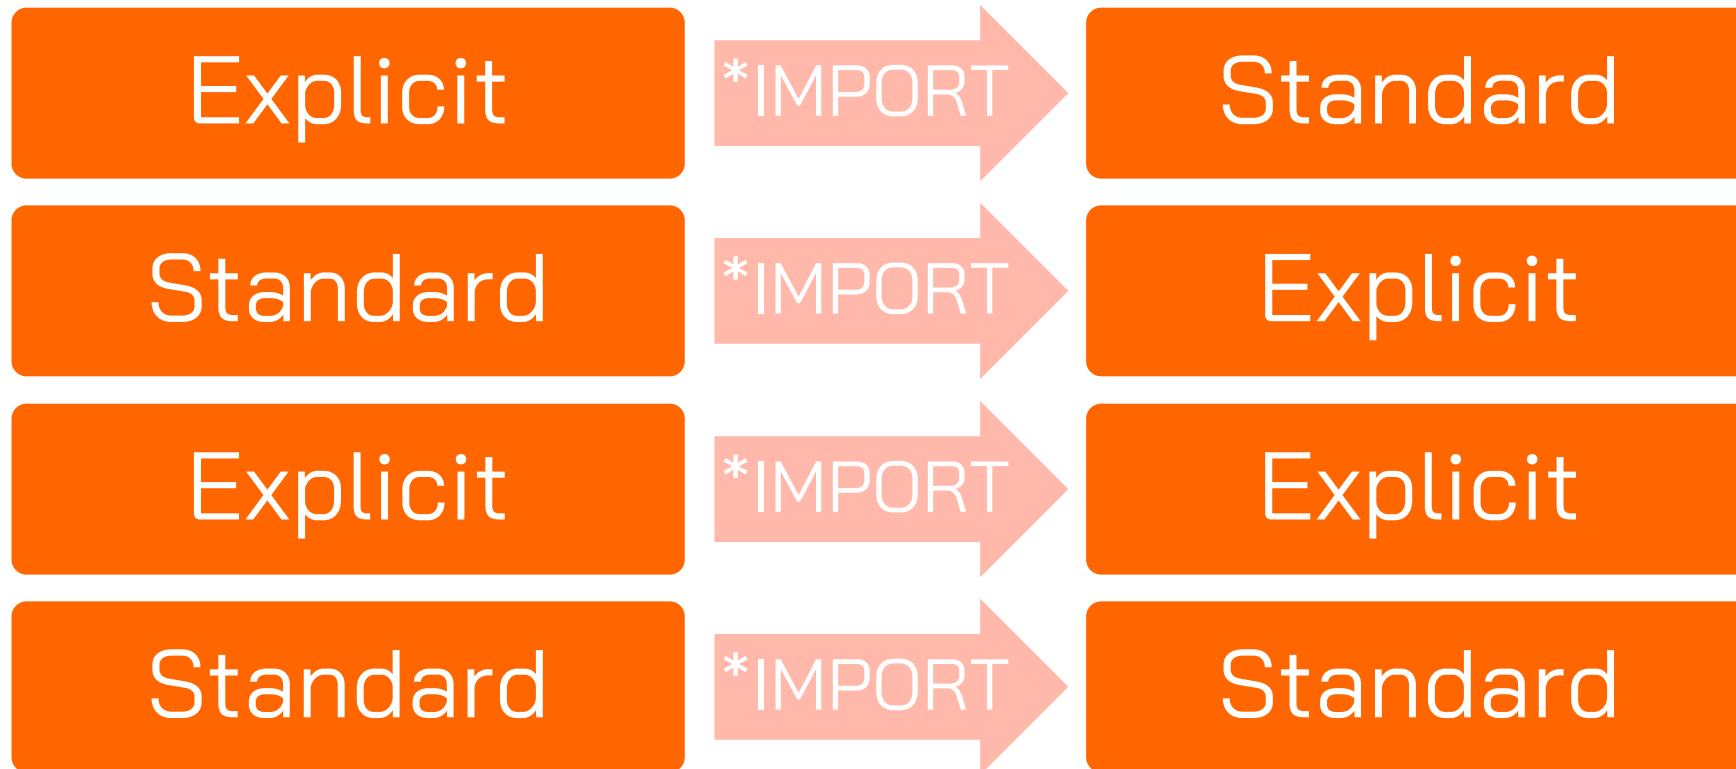 Explicit *IMPORT Standard
Standard *IMPORT Explicit
Explicit *IMPORT Explicit
Standard *IMPORT Standard